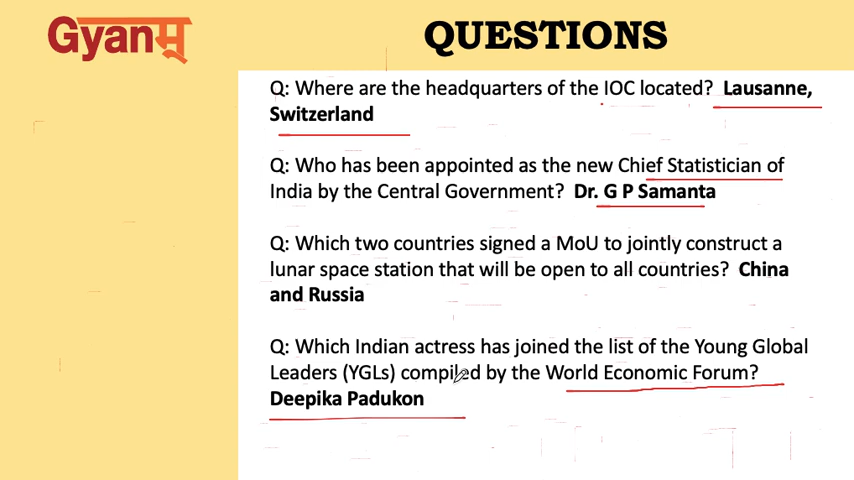 Gyanम्
QUESTIONS
Q: Where are the headquarters of the IOC located? Lausanne,
Switzerland
Q: Who has been appointed as the new Chief Statistician of
India by the Central Government? Dr. G P Samanta
Q: Which two countries signed a MoU to jointly construct a
lunar space station that will be open to all countries? China
and Russia
Q: Which Indian actress has joined the list of the Young Global
Leaders (YGLs) compiled by the World Economic Forum?
Deepika Padukon